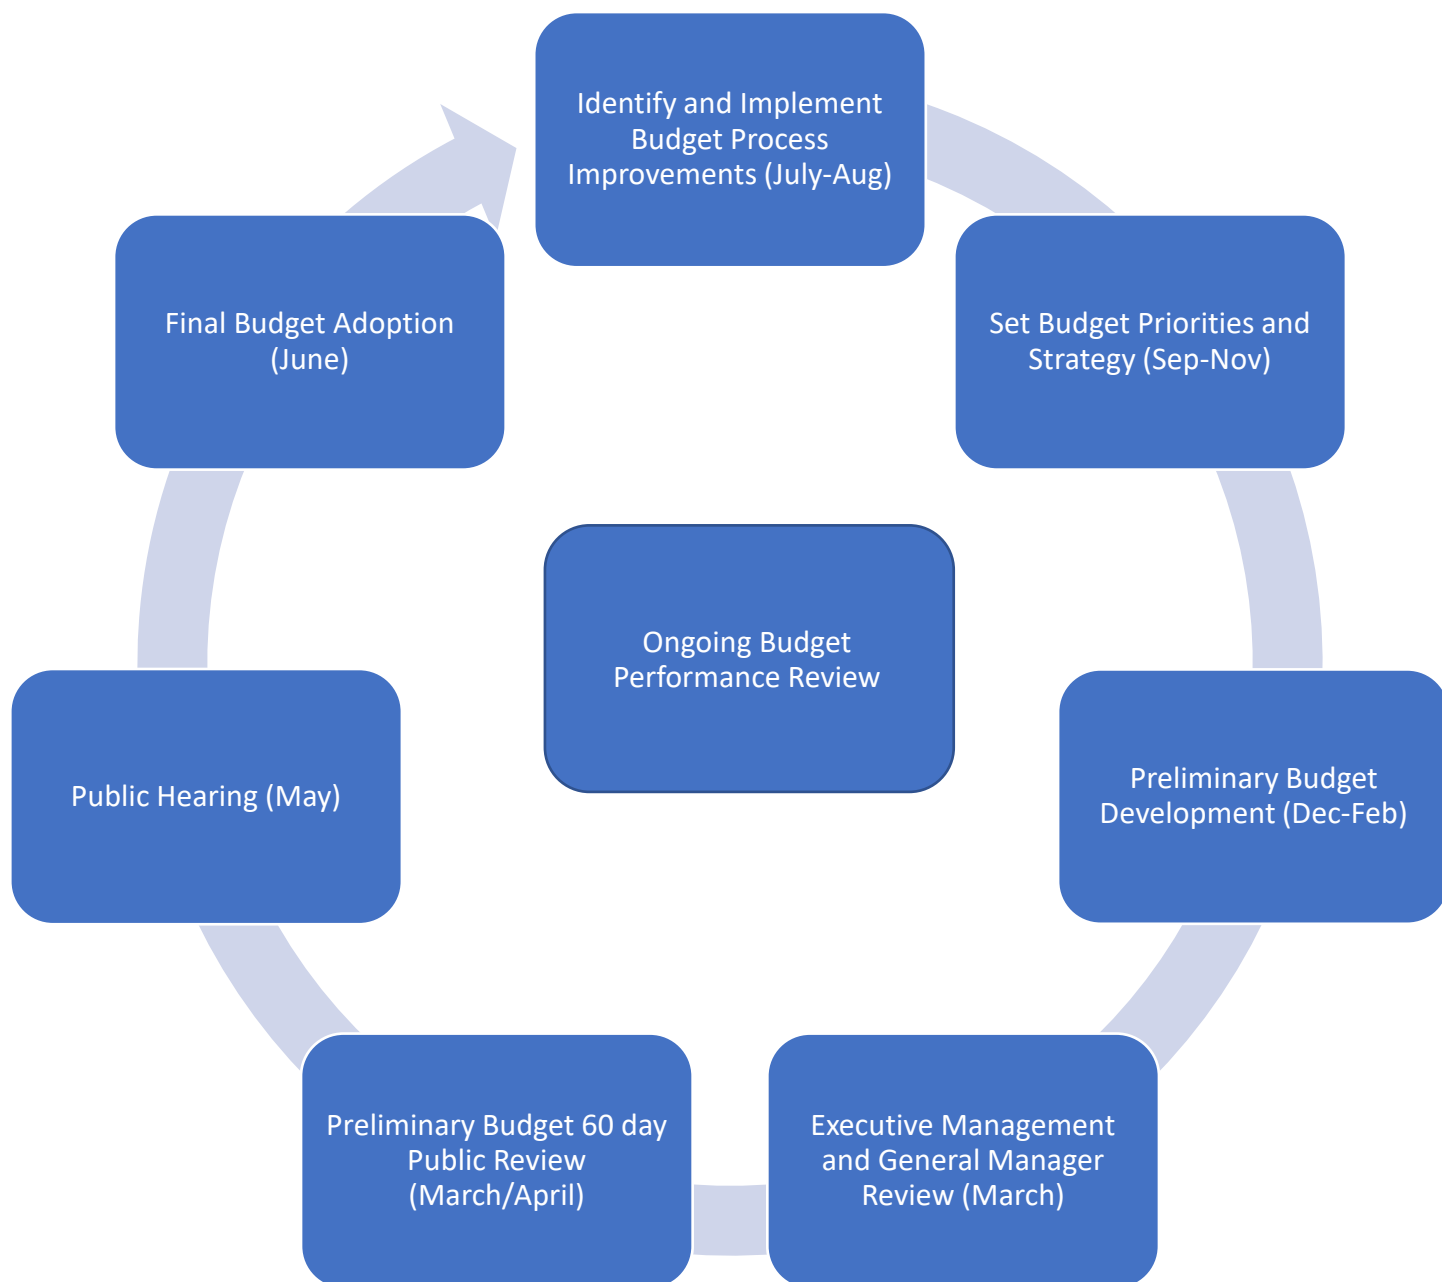 Identify and Implement
Budget Process
Improvements (July-Aug)
Set Budget Priorities and
Strategy (Sep-Nov)
Preliminary Budget
Development (Dec-Feb)
Executive Management
and General Manager
Review (March)
Preliminary Budget 60 day
Public Review
(March/April)
Public Hearing (May)
Final Budget Adoption
(June)
Ongoing Budget
Performance Review